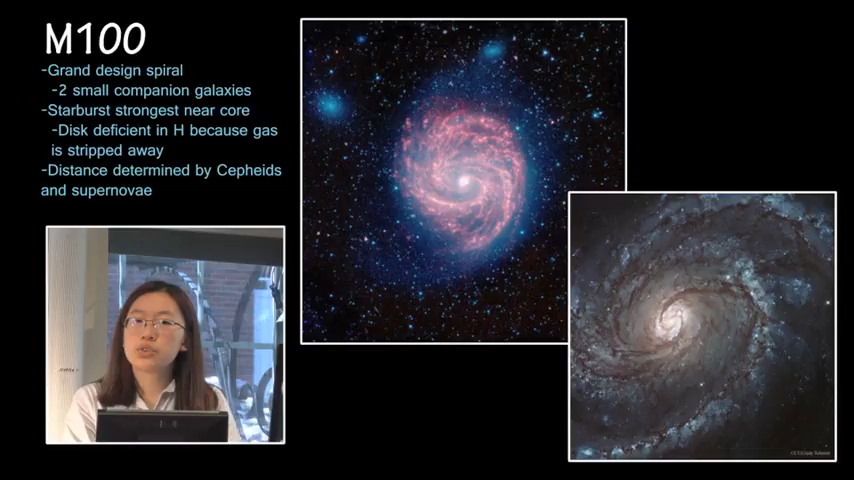 M100
-Grand design spiral
-2 small companion galaxies
-Starburst strongest near core
-Disk deficient in H because gas
is stripped away
-Distance determined by Cepheids
and supernovae